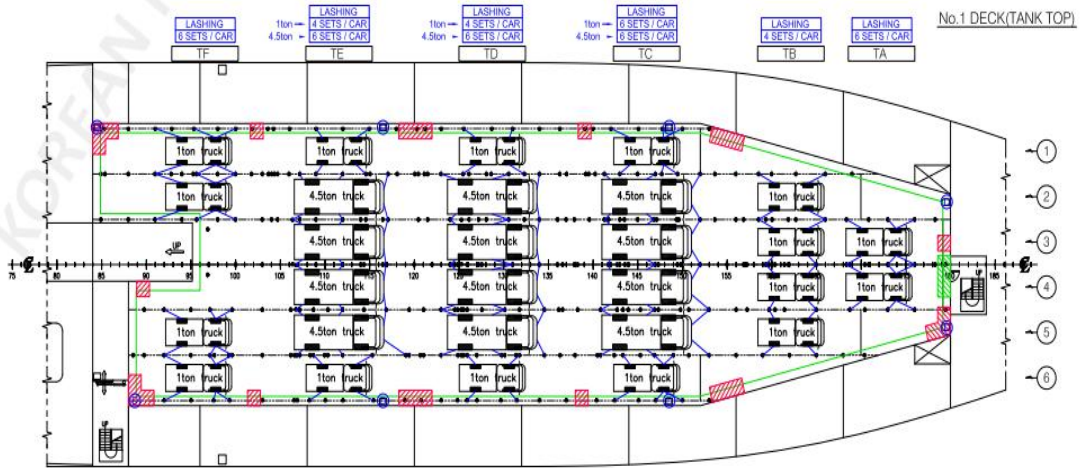 No.1 DECK(TANK TOP)
LASHING
6 SETS / CAR
TF
LASHING
1ton 4 SETS / CAR
4.5ton 6 SETS / CAR
TE
LASHING
1ton 4 SETS / CAR
4.5ton 6 SETS / CAR
TD
LASHING
1ton 6 SETS / CAR
4.5ton 6 SETS / CAR
TC
LASHING
4 SETS / CAR
TB
LASHING
6 SETS / CAR
TA
KOREAN
1ton truck 1ton truck 1ton truck 1ton truck
1
1ton truck 4.5ton truck 4.5ton truck 4.5ton truck 1ton truck
2
4.5ton truck 4.5ton truck 4.5ton truck 1ton truck 1ton truck
3
UP
75 80 85 90 95 100 105 110 115 120 125 130 135 140 145 150 155 185
UP
4.5ton truck 4.5ton truck 4.5ton truck 1ton truck 1ton truck
4
1ton truck 4.5ton truck 4.5ton truck 4.5ton truck 1ton truck
5
1ton truck 1ton truck 1ton truck 1ton truck
6
UP